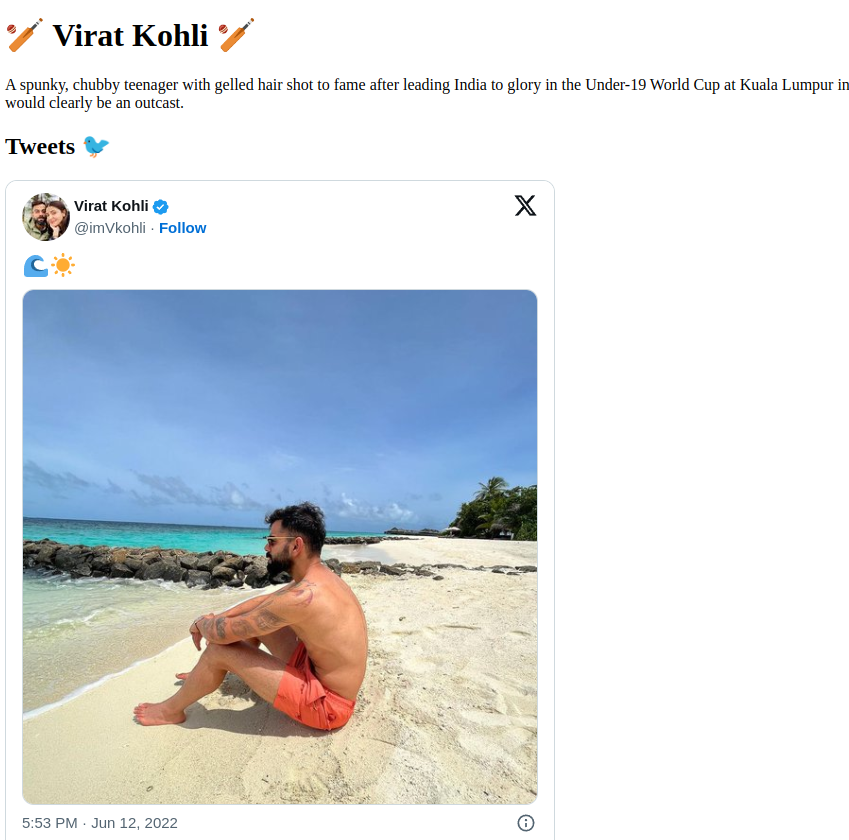 🏏 Virat Kohli 🏏
A spunky, chubby teenager with gelled hair shot to fame after leading India to glory in the Under-19 World Cup at Kuala Lumpur in
would clearly be an outcast.
Tweets 🐦
Virat Kohli
@imVkohli · Follow
🌊☀️
5:53 PM · Jun 12, 2022